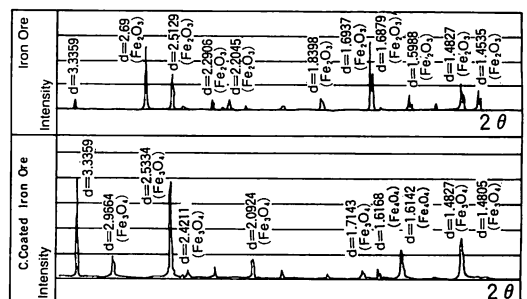 Iron Ore
Intensity
d=3.3359
d=2.69
(Fe₂O₃)
d=2.5129
(Fe₂O₃)
d=2.2906
(Fe₂O₃)
d=2.2045
(Fe₂O₃)
d=1.8398
(Fe₂O₃)
d=1.6937
(Fe₂O₃)
d=1.6879
(Fe₂O₃)
d=1.5988
(Fe₂O₃)
d=1.4827
(Fe₂O₃)
d=1.4535
(Fe₂O₃)
2θ
C.Coated Iron Ore
Intensity
d=3.3359
d=2.9664
(Fe₃O₄)
d=2.5334
(Fe₃O₄)
d=2.4211
(Fe₃O₄)
d=2.0924
(Fe₃O₄)
d=1.7143
(Fe₃O₄)
d=1.6168
(Fe₃O₄)
d=1.6142
(Fe₃O₄)
d=1.4827
(Fe₃O₄)
d=1.4805
(Fe₃O₄)
2θ